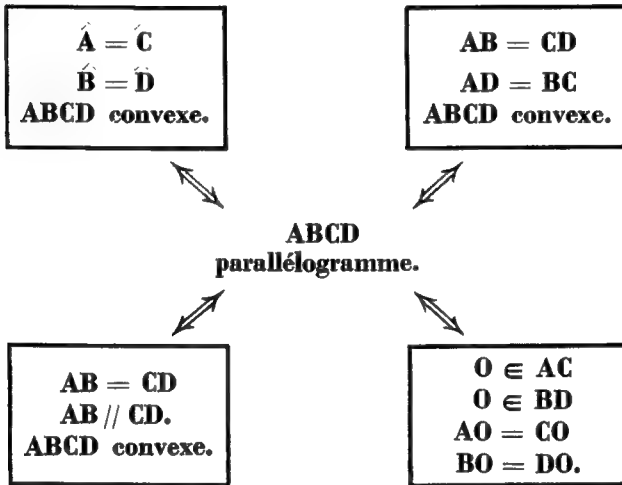 Â = Ĉ
B̂ = D̂
ABCD convexe.
AB = CD
AD = BC
ABCD convexe.
ABCD
parallélogramme.
AB = CD
AB // CD.
ABCD convexe.
O ∈ AC
O ∈ BD
AO = CO
BO = DO.